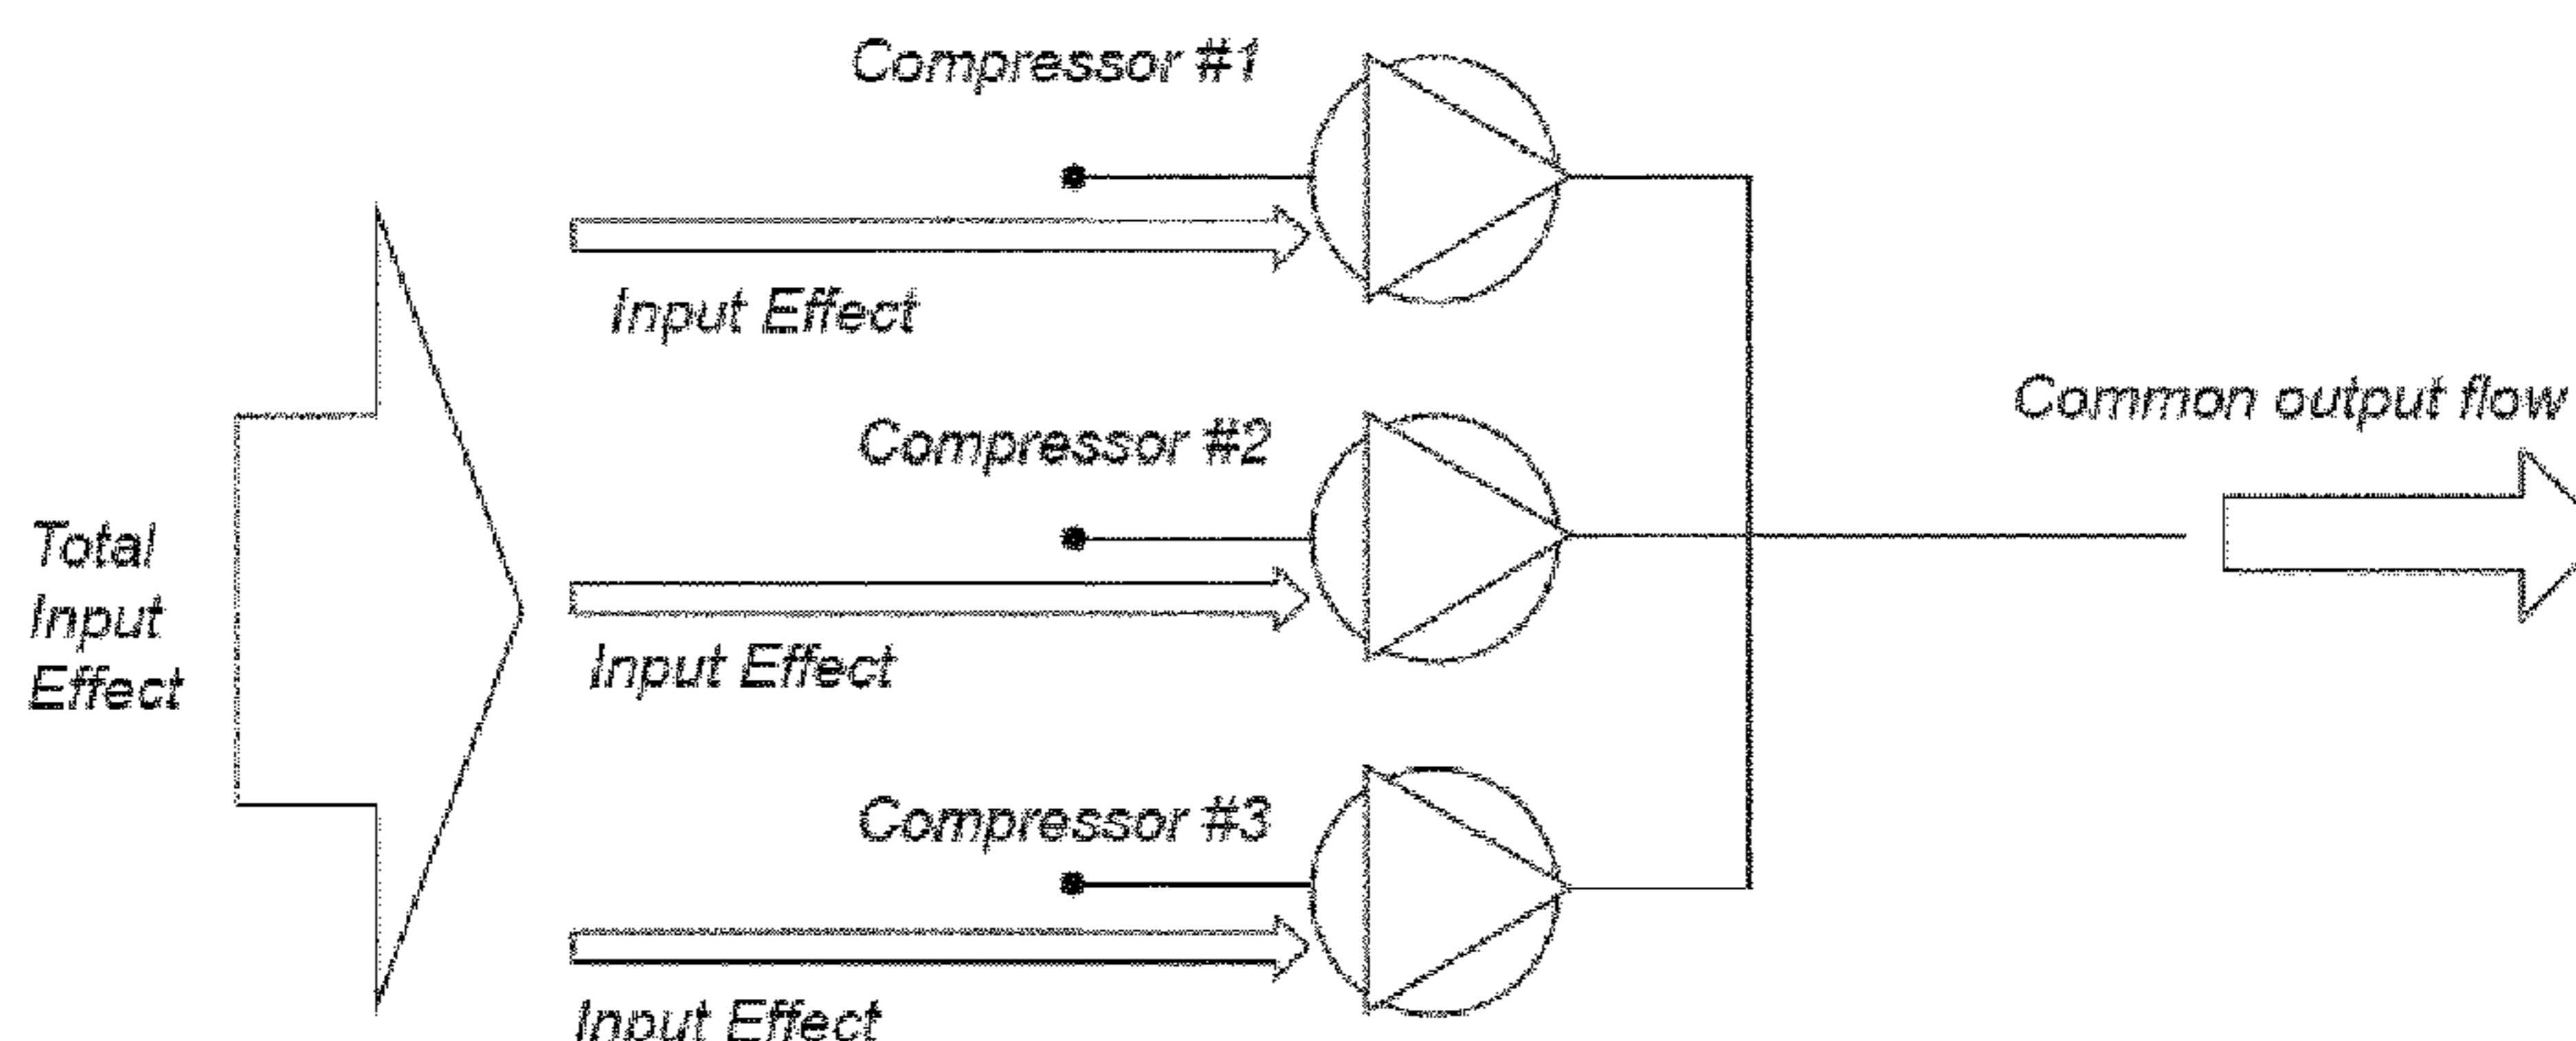 Compressor #1
Input Effect
Compressor #2
Common output flow
Total
Input
Effect
Input Effect
Compressor #3
Input Effect